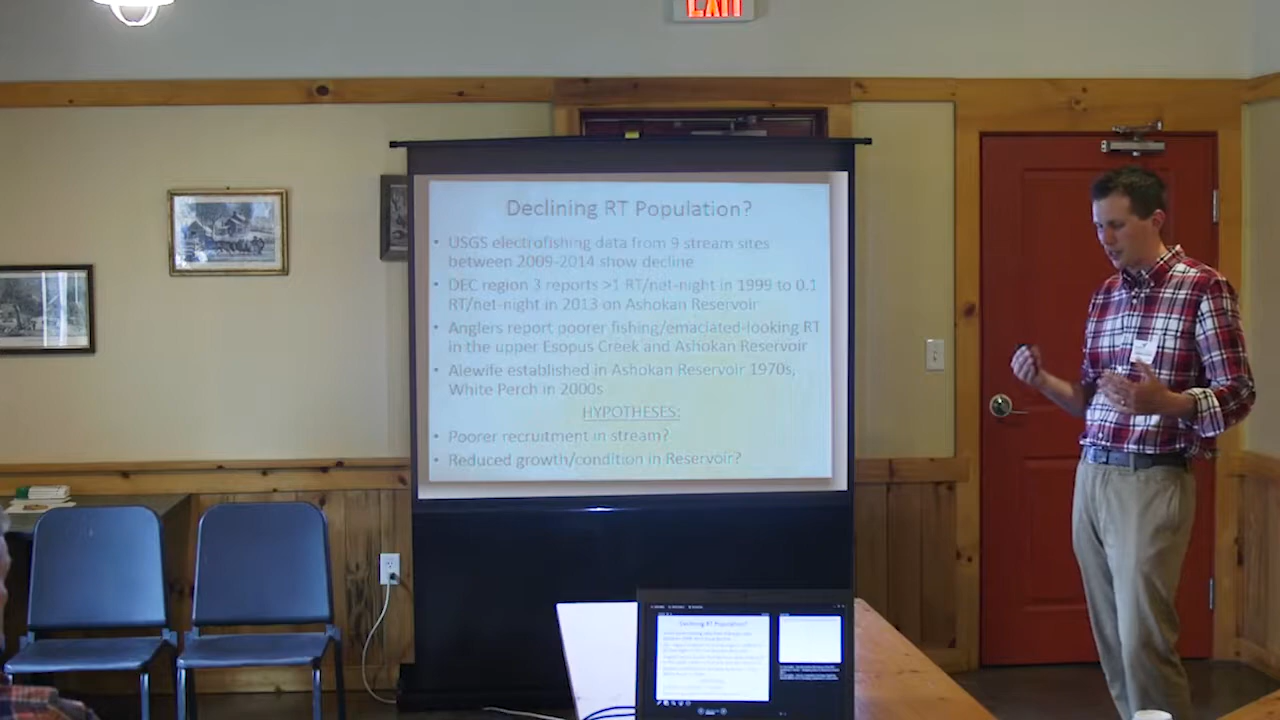 EXIT
Declining RT Population?
• USGS electrofishing data from 9 stream sites
between 2009-2014 show decline
• DEC region 3 reports >1 RT/net-night in 1999 to 0.1
RT/net-night in 2013 on Ashokan Reservoir
• Anglers report poorer fishing/emaciated-looking RT
in the upper Esopus Creek and Ashokan Reservoir
• Alewife established in Ashokan Reservoir 1970s,
White Perch in 2000s
HYPOTHESES:
• Poorer recruitment in stream?
• Reduced growth/condition in Reservoir?
Declining RT Population?